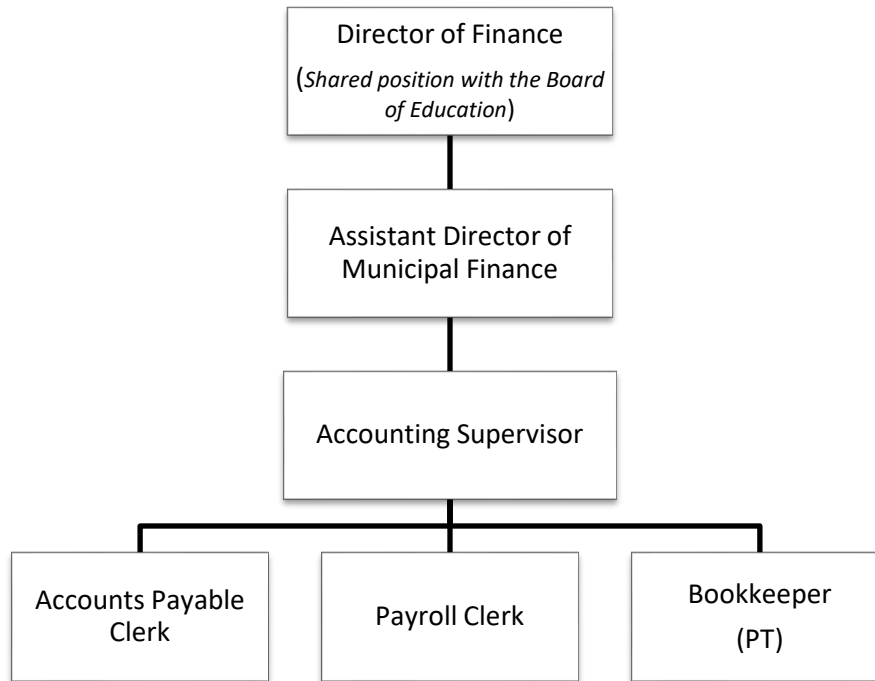 Director of Finance
(Shared position with the Board
of Education)
Assistant Director of
Municipal Finance
Accounting Supervisor
Accounts Payable
Clerk
Payroll Clerk
Bookkeeper
(PT)